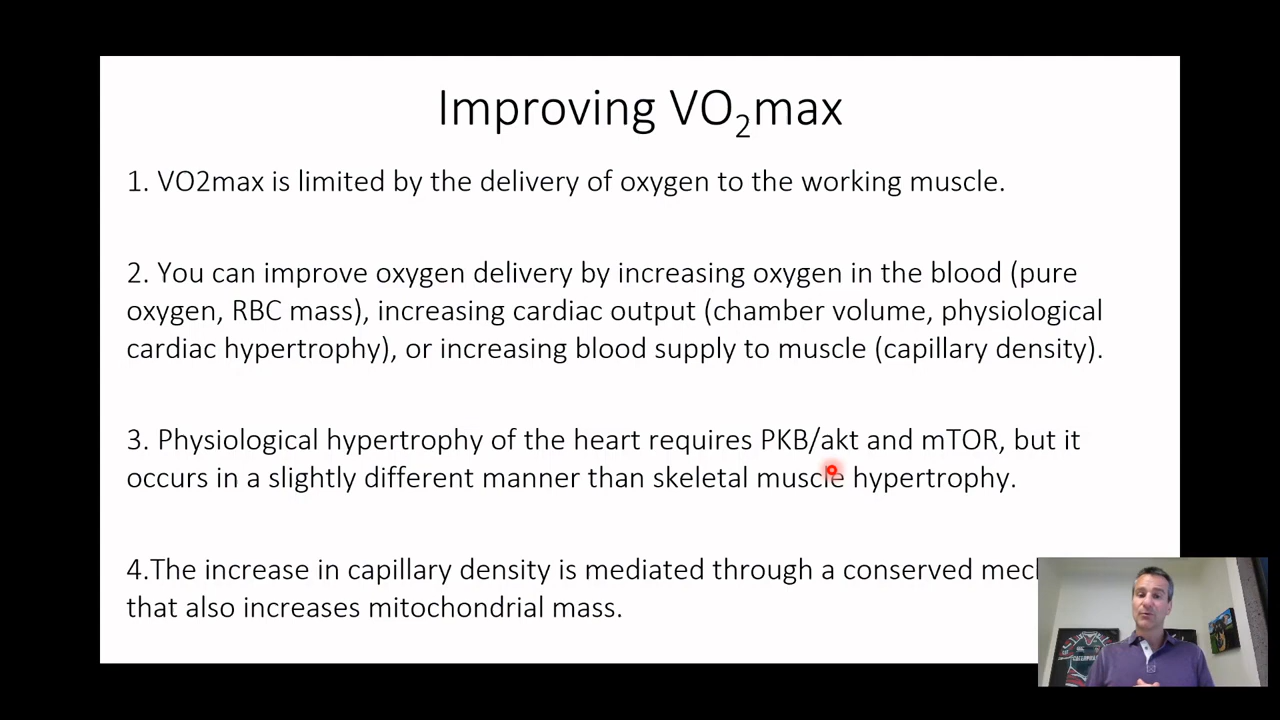 Improving VO₂max
1. VO2max is limited by the delivery of oxygen to the working muscle.
2. You can improve oxygen delivery by increasing oxygen in the blood (pure
oxygen, RBC mass), increasing cardiac output (chamber volume, physiological
cardiac hypertrophy), or increasing blood supply to muscle (capillary density).
3. Physiological hypertrophy of the heart requires PKB/akt and mTOR, but it
occurs in a slightly different manner than skeletal muscle hypertrophy.
4.The increase in capillary density is mediated through a conserved
that also increases mitochondrial mass.